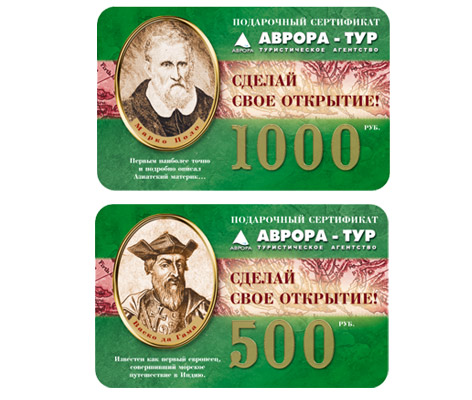 ПОДАРОЧНЫЙ СЕРТИФИКАТ
АВРОРА - ТУР
АВРОРА
ТУРИСТИЧЕСКОЕ АГЕНТСТВО
СДЕЛАЙ
СВОЕ ОТКРЫТИЕ!
1000 РУБ.
Марко Поло
Первым наиболее точно
и подробно описал
Азиатский материк...
ПОДАРОЧНЫЙ СЕРТИФИКАТ
АВРОРА - ТУР
АВРОРА
ТУРИСТИЧЕСКОЕ АГЕНТСТВО
СДЕЛАЙ
СВОЕ ОТКРЫТИЕ!
500 РУБ.
Васко да Гама
Известен как первый европеец,
совершивший морское
путешествие в Индию.